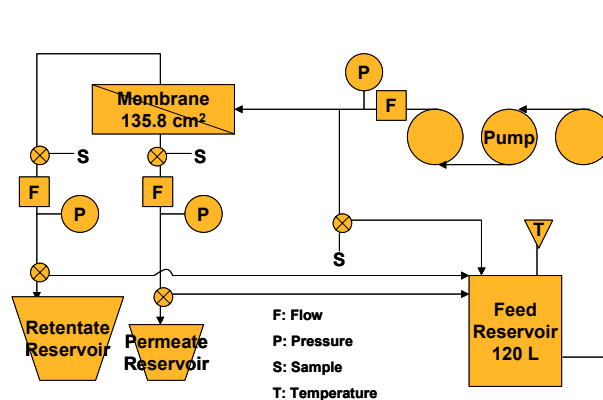 P
F
Membrane
135.8 cm²
Pump
S
S
F
F
P
P
S
T
Feed
Reservoir
120 L
Retentate
Reservoir
Permeate
Reservoir
F: Flow
P: Pressure
S: Sample
T: Temperature